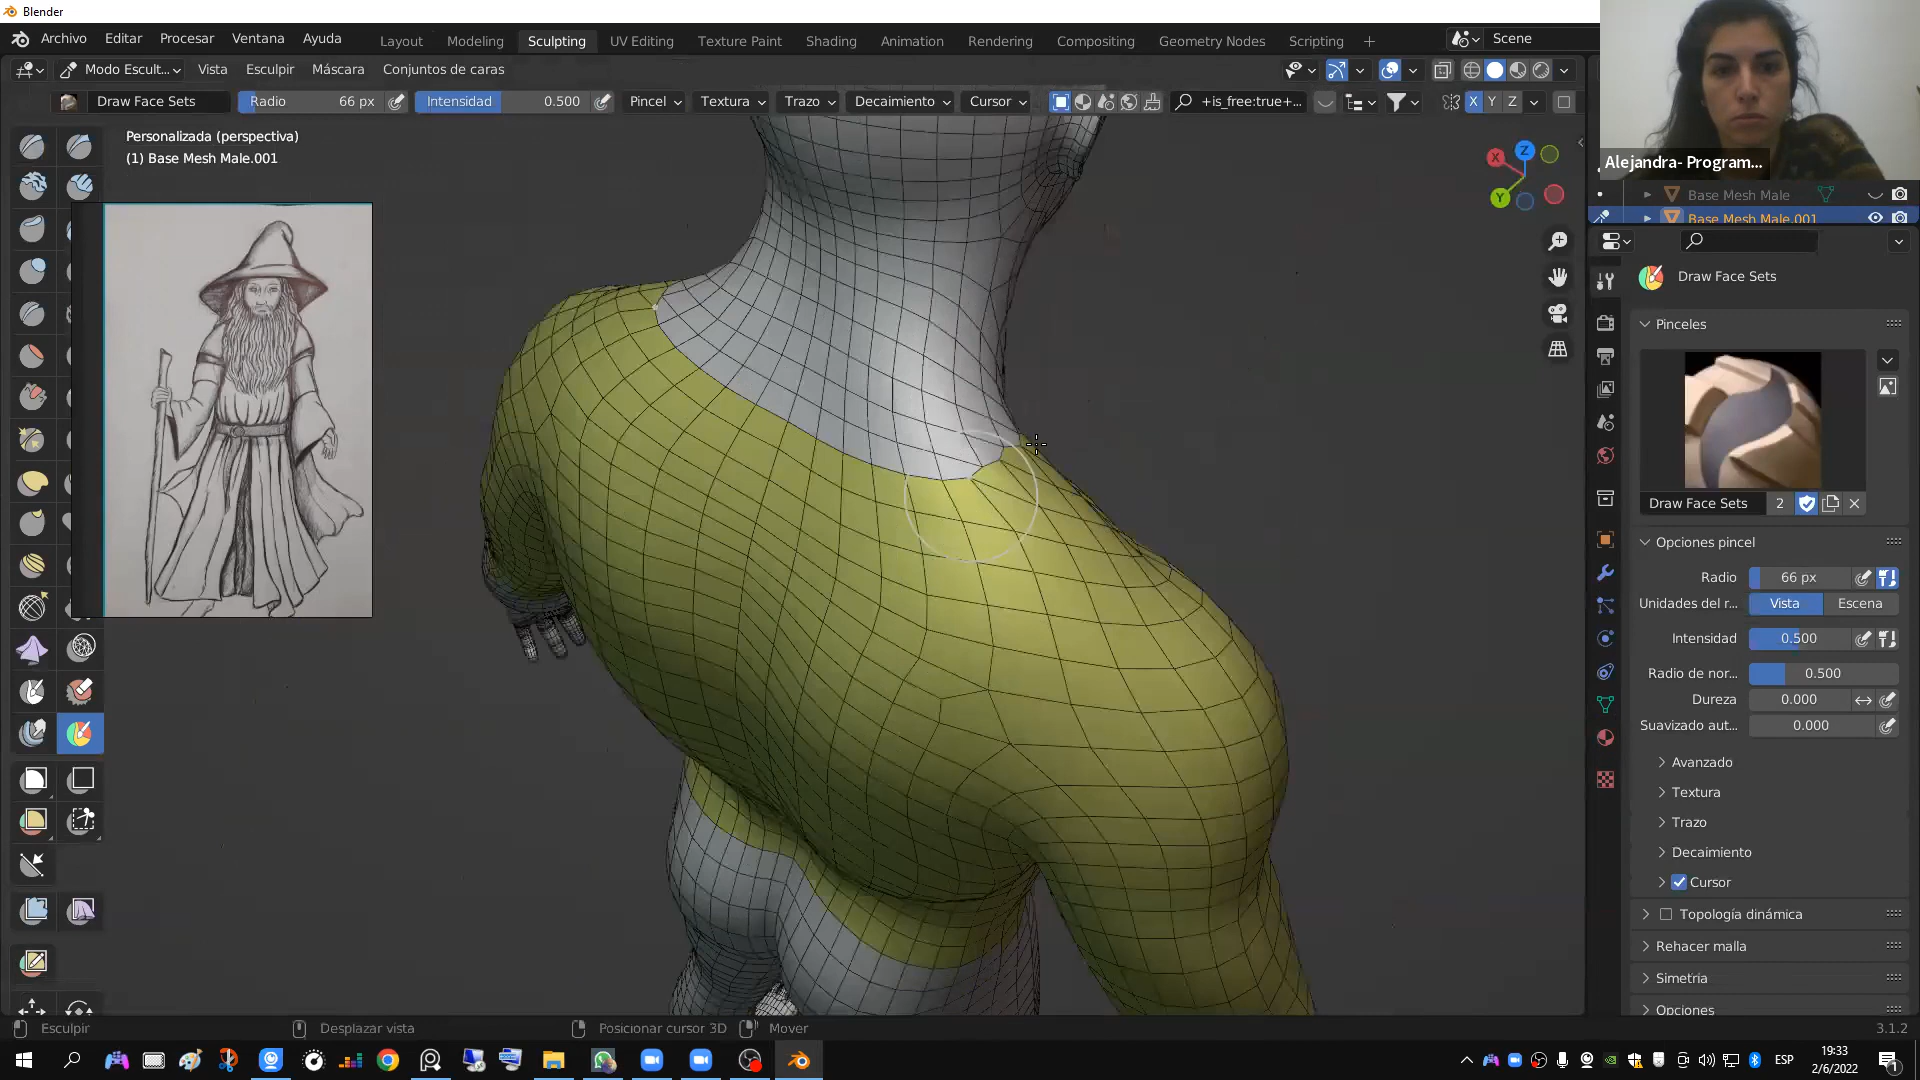 Blender
Archivo Editar Procesar Ventana Ayuda
Layout Modeling Sculpting UV Editing Texture Paint Shading Animation Rendering Compositing Geometry Nodes Scripting +
Scene
Modo Escult... Vista Esculpir Máscara Conjuntos de caras
Draw Face Sets Radio 66 px Intensidad 0.500 Pincel Textura Trazo Decaimiento Cursor +is_free:true+... X Y Z
Personalizada (perspectiva)
(1) Base Mesh Male.001
X Z Y
Alejandra- Program...
Base Mesh Male
Base Mesh Male.001
Draw Face Sets
Pinceles
Draw Face Sets 2
Opciones pincel
Radio 66 px
Unidades del r... Vista Escena
Intensidad 0.500
Radio de nor... 0.500
Dureza 0.000
Suavizado aut... 0.000
Avanzado
Textura
Trazo
Decaimiento
Cursor
Topología dinámica
Rehacer malla
Simetría
Opciones
Esculpir Desplazar vista Posicionar cursor 3D Mover 3.1.2
ESP
19:33
2/6/2022
1